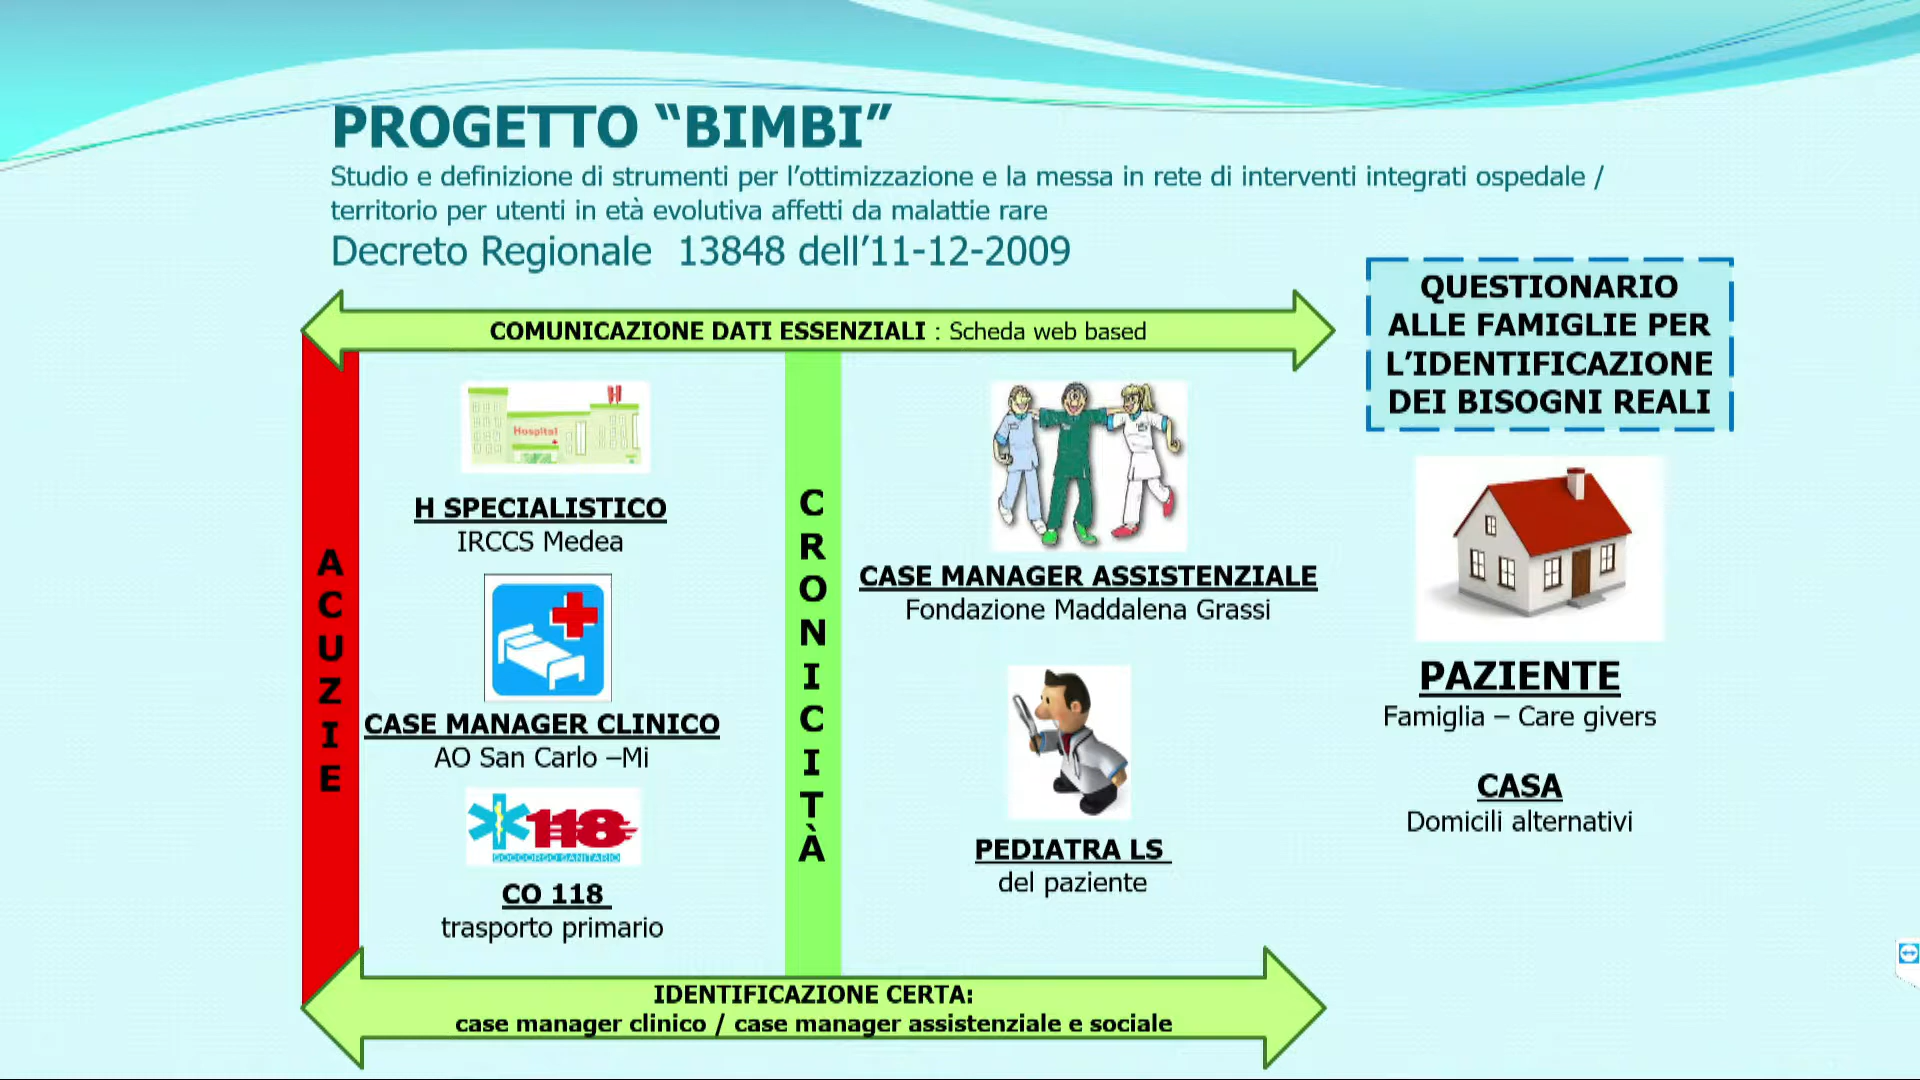 PROGETTO “BIMBI”
Studio e definizione di strumenti per l’ottimizzazione e la messa in rete di interventi integrati ospedale /
territorio per utenti in età evolutiva affetti da malattie rare
Decreto Regionale 13848 dell’11-12-2009
COMUNICAZIONE DATI ESSENZIALI : Scheda web based
QUESTIONARIO
ALLE FAMIGLIE PER
L’IDENTIFICAZIONE
DEI BISOGNI REALI
ACUZIE
H
Hospital
H SPECIALISTICO
IRCCS Medea
CASE MANAGER CLINICO
AO San Carlo –Mi
118
SOCCORSO SANITARIO
CO 118
trasporto primario
CRONICITÀ
CASE MANAGER ASSISTENZIALE
Fondazione Maddalena Grassi
PEDIATRA LS
del paziente
PAZIENTE
Famiglia – Care givers
CASA
Domicili alternativi
IDENTIFICAZIONE CERTA:
case manager clinico / case manager assistenziale e sociale